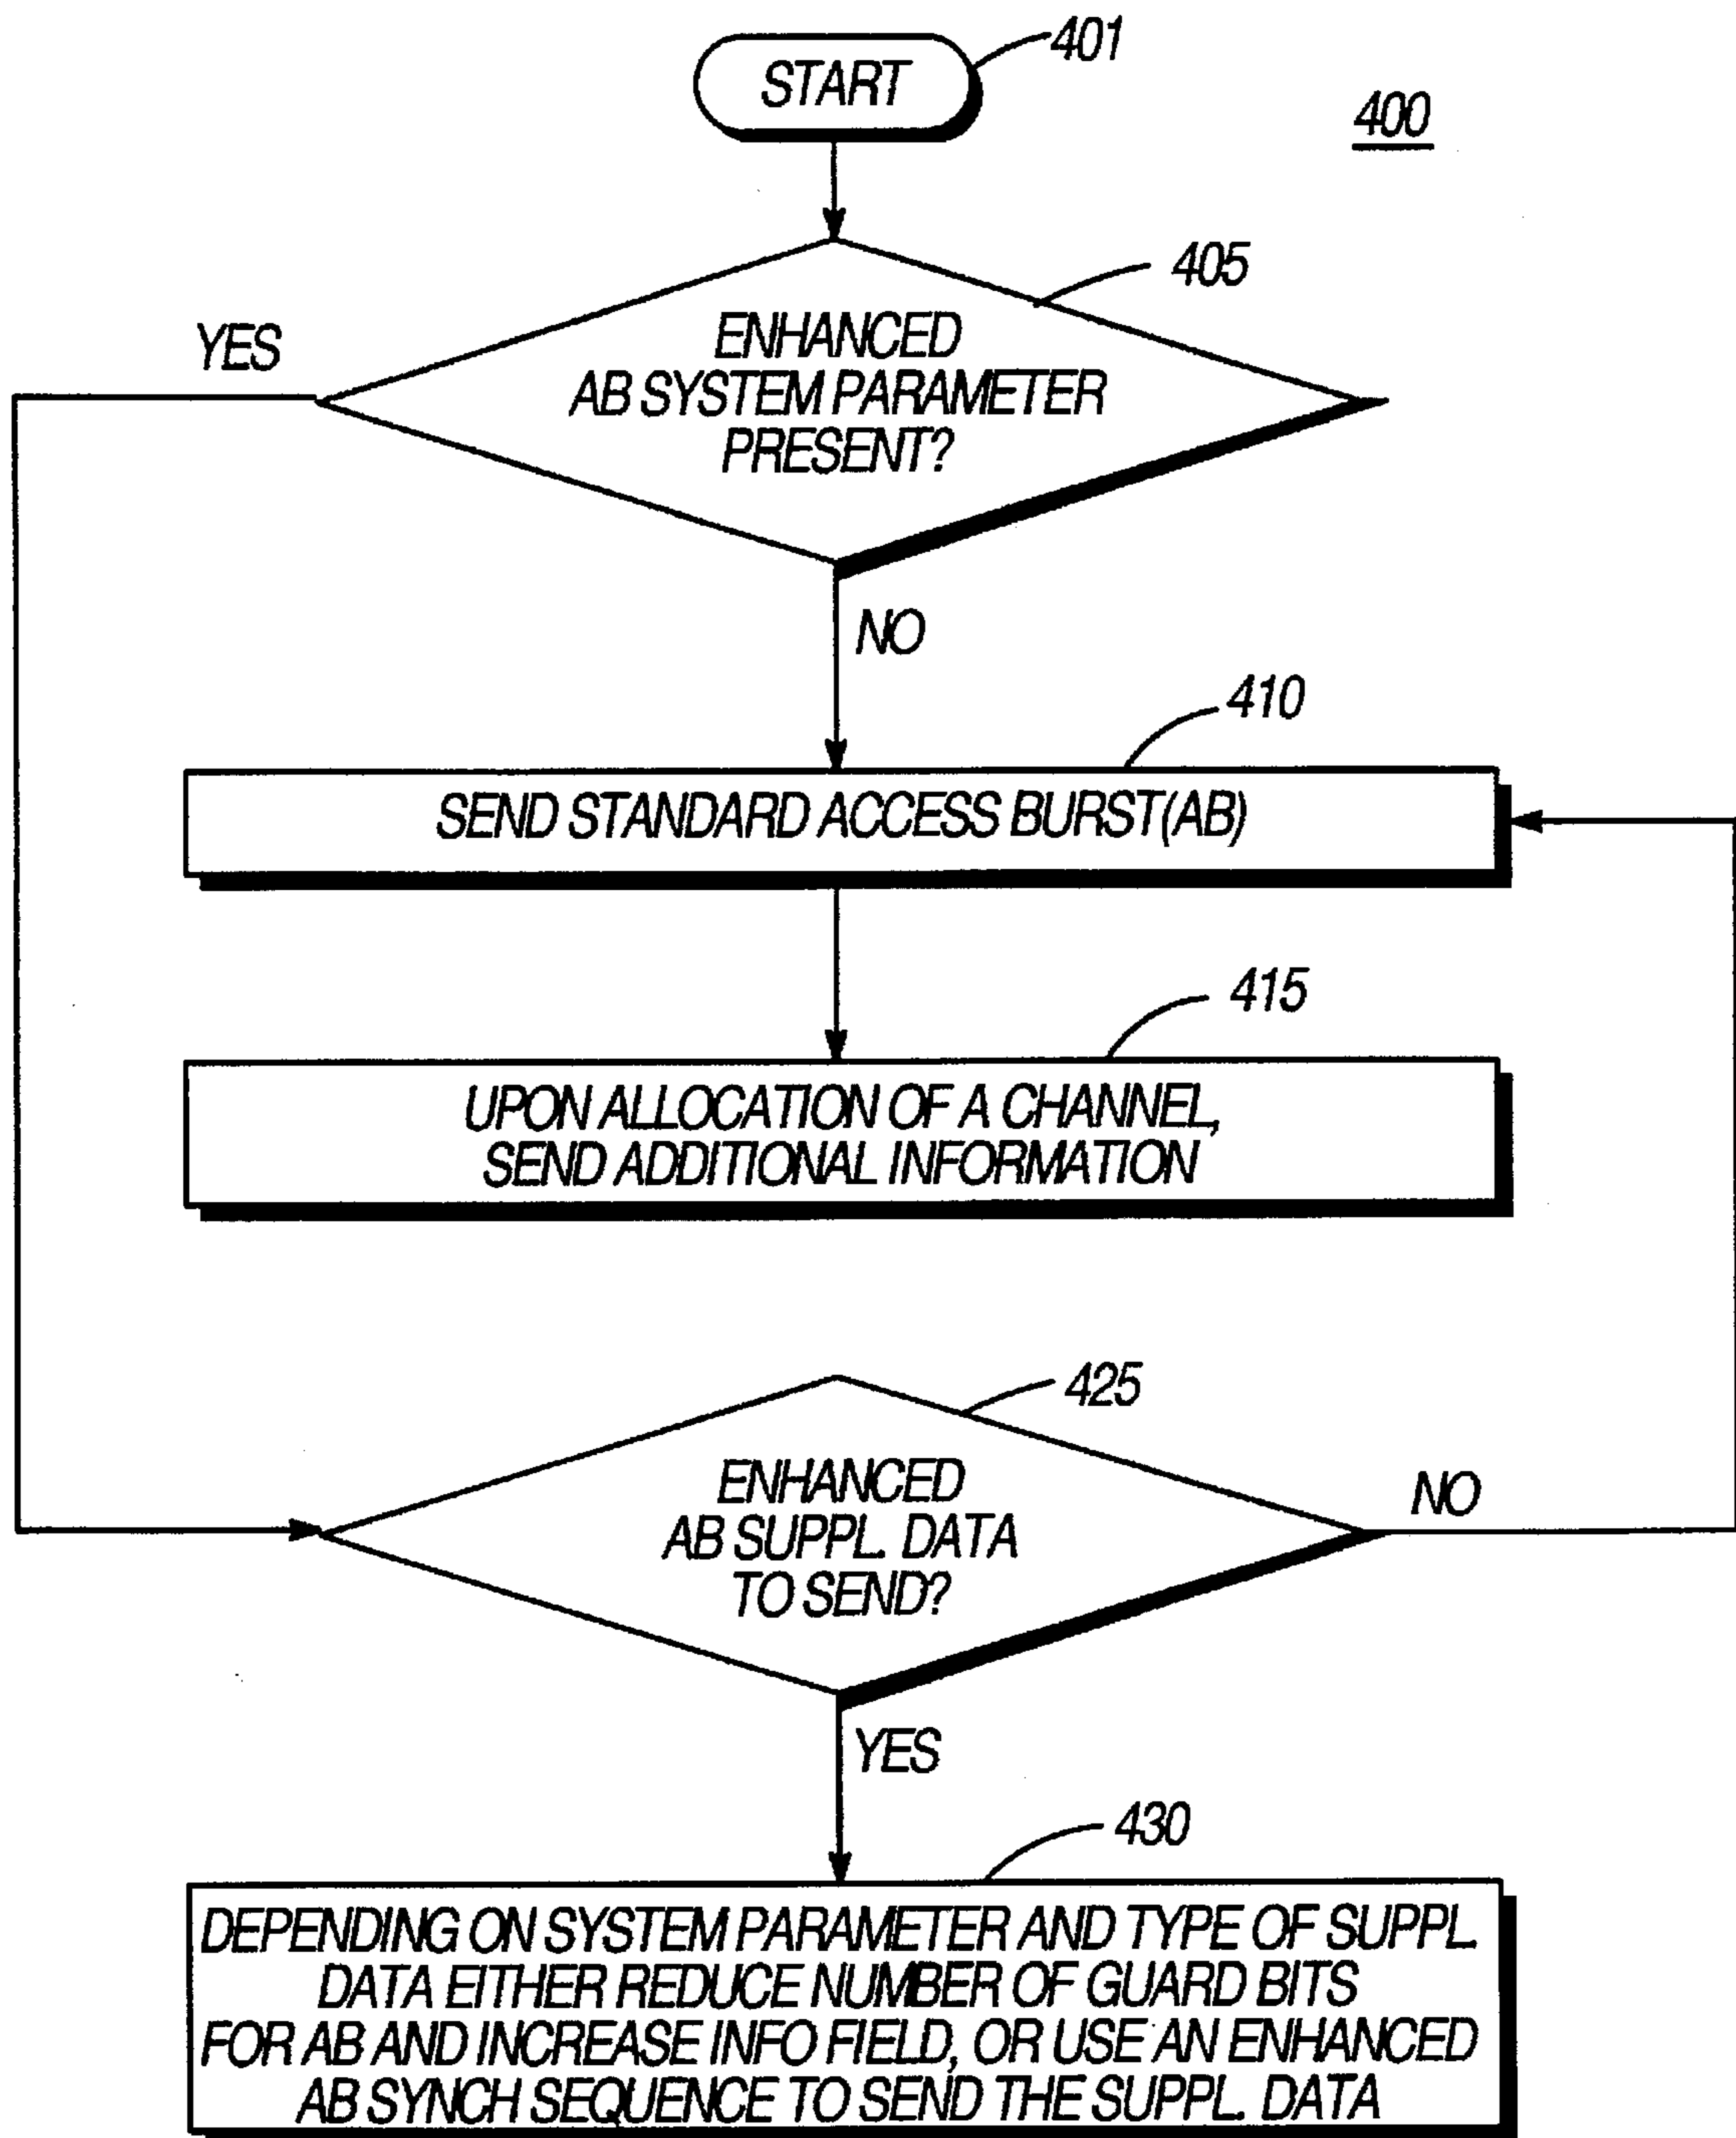 START
401
400
405
YES
ENHANCED
AB SYSTEM PARAMETER
PRESENT?
NO
410
SEND STANDARD ACCESS BURST(AB)
415
UPON ALLOCATION OF A CHANNEL,
SEND ADDITIONAL INFORMATION
425
ENHANCED
AB SUPPL. DATA
TO SEND?
NO
YES
430
DEPENDING ON SYSTEM PARAMETER AND TYPE OF SUPPL.
DATA EITHER REDUCE NUMBER OF GUARD BITS
FOR AB AND INCREASE INFO FIELD, OR USE AN ENHANCED
AB SYNCH SEQUENCE TO SEND THE SUPPL. DATA